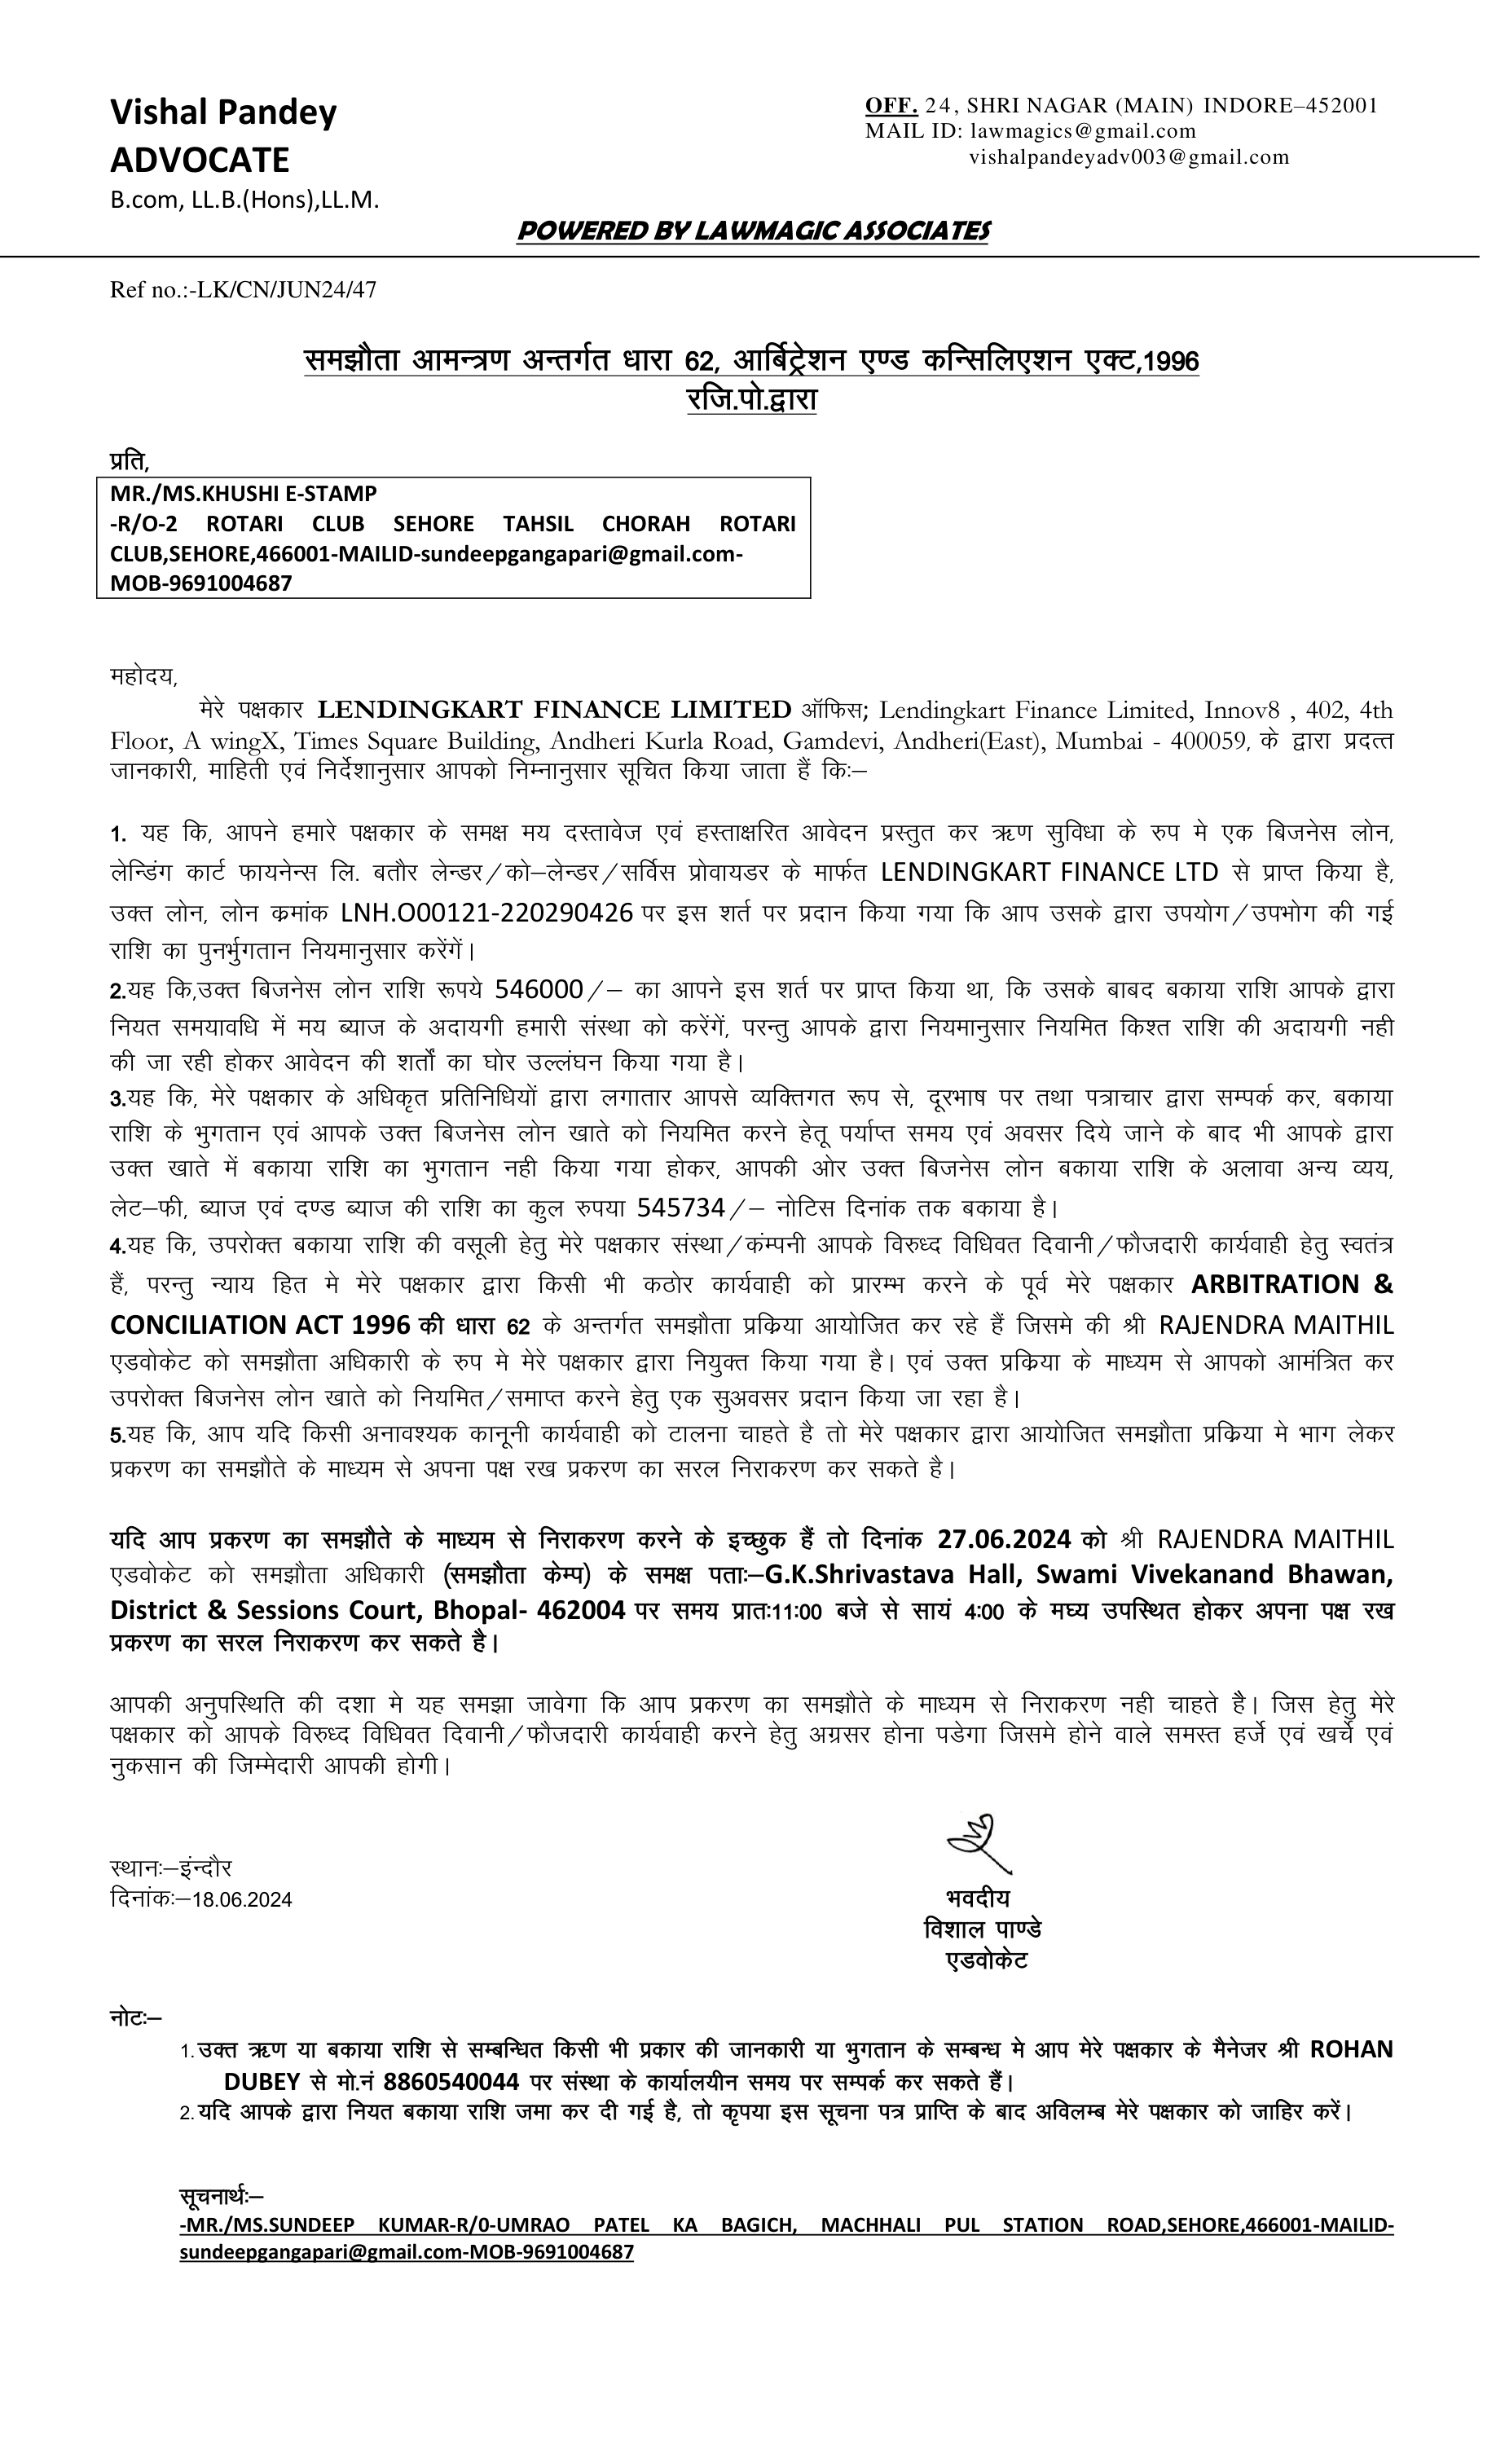 Vishal Pandey
ADVOCATE
B.com, LL.B.(Hons),LL.M.
OFF. 24, SHRI NAGAR (MAIN) INDORE–452001
MAIL ID: lawmagics@gmail.com
vishalpandeyadv003@gmail.com
POWERED BY LAWMAGIC ASSOCIATES
Ref no.:-LK/CN/JUN24/47
समझौता आमन्त्रण अन्तर्गत धारा 62, आर्बिट्रेशन एण्ड कन्सिलिएशन एक्ट,1996
रजि.पो.द्वारा
प्रति,
MR./MS.KHUSHI E-STAMP
-R/O-2 ROTARI CLUB SEHORE TAHSIL CHORAH ROTARI
CLUB,SEHORE,466001-MAILID-sundeepgangapari@gmail.com-
MOB-9691004687
महोदय,
मेरे पक्षकार LENDINGKART FINANCE LIMITED ऑफिस; Lendingkart Finance Limited, Innov8 , 402, 4th
Floor, A wingX, Times Square Building, Andheri Kurla Road, Gamdevi, Andheri(East), Mumbai - 400059, के द्वारा प्रदत्त
जानकारी, माहिती एवं निर्देशानुसार आपको निम्नानुसार सूचित किया जाता हैं किः–
1. यह कि, आपने हमारे पक्षकार के समक्ष मय दस्तावेज एवं हस्ताक्षरित आवेदन प्रस्तुत कर ऋण सुविधा के रुप मे एक बिजनेस लोन,
लेन्डिंग कार्ट फायनेन्स लि. बतौर लेन्डर/को–लेन्डर/सर्विस प्रोवायडर के मार्फत LENDINGKART FINANCE LTD से प्राप्त किया है,
उक्त लोन, लोन क्रमांक LNH.O00121-220290426 पर इस शर्त पर प्रदान किया गया कि आप उसके द्वारा उपयोग/उपभोग की गई
राशि का पुनर्भुगतान नियमानुसार करेंगें।
2.यह कि,उक्त बिजनेस लोन राशि रूपये 546000/– का आपने इस शर्त पर प्राप्त किया था, कि उसके बाबद बकाया राशि आपके द्वारा
नियत समयावधि में मय ब्याज के अदायगी हमारी संस्था को करेंगें, परन्तु आपके द्वारा नियमानुसार नियमित किश्त राशि की अदायगी नही
की जा रही होकर आवेदन की शर्तों का घोर उल्लंघन किया गया है।
3.यह कि, मेरे पक्षकार के अधिकृत प्रतिनिधियों द्वारा लगातार आपसे व्यक्तिगत रूप से, दूरभाष पर तथा पत्राचार द्वारा सम्पर्क कर, बकाया
राशि के भुगतान एवं आपके उक्त बिजनेस लोन खाते को नियमित करने हेतू पर्याप्त समय एवं अवसर दिये जाने के बाद भी आपके द्वारा
उक्त खाते में बकाया राशि का भुगतान नही किया गया होकर, आपकी ओर उक्त बिजनेस लोन बकाया राशि के अलावा अन्य व्यय,
लेट–फी, ब्याज एवं दण्ड ब्याज की राशि का कुल रुपया 545734/– नोटिस दिनांक तक बकाया है।
4.यह कि, उपरोक्त बकाया राशि की वसूली हेतु मेरे पक्षकार संस्था/कंम्पनी आपके विरुध्द विधिवत दिवानी/फौजदारी कार्यवाही हेतु स्वतंत्र
हैं, परन्तु न्याय हित मे मेरे पक्षकार द्वारा किसी भी कठोर कार्यवाही को प्रारम्भ करने के पूर्व मेरे पक्षकार ARBITRATION &
CONCILIATION ACT 1996 की धारा 62 के अन्तर्गत समझौता प्रक्रिया आयोजित कर रहे हैं जिसमे की श्री RAJENDRA MAITHIL
एडवोकेट को समझौता अधिकारी के रुप मे मेरे पक्षकार द्वारा नियुक्त किया गया है। एवं उक्त प्रक्रिया के माध्यम से आपको आमंत्रित कर
उपरोक्त बिजनेस लोन खाते को नियमित/समाप्त करने हेतु एक सुअवसर प्रदान किया जा रहा है।
5.यह कि, आप यदि किसी अनावश्यक कानूनी कार्यवाही को टालना चाहते है तो मेरे पक्षकार द्वारा आयोजित समझौता प्रक्रिया मे भाग लेकर
प्रकरण का समझौते के माध्यम से अपना पक्ष रख प्रकरण का सरल निराकरण कर सकते है।
यदि आप प्रकरण का समझौते के माध्यम से निराकरण करने के इच्छुक हैं तो दिनांक 27.06.2024 को श्री RAJENDRA MAITHIL
एडवोकेट को समझौता अधिकारी (समझौता केम्प) के समक्ष पताः–G.K.Shrivastava Hall, Swami Vivekanand Bhawan,
District & Sessions Court, Bhopal- 462004 पर समय प्रातः11:00 बजे से सायं 4:00 के मघ्य उपस्थित होकर अपना पक्ष रख
प्रकरण का सरल निराकरण कर सकते है।
आपकी अनुपस्थिति की दशा मे यह समझा जावेगा कि आप प्रकरण का समझौते के माध्यम से निराकरण नही चाहते है। जिस हेतु मेरे
पक्षकार को आपके विरुध्द विधिवत दिवानी/फौजदारी कार्यवाही करने हेतु अग्रसर होना पडेगा जिसमे होने वाले समस्त हर्जे एवं खर्चे एवं
नुकसान की जिम्मेदारी आपकी होगी।
स्थानः–इंन्दौर
दिनांकः–18.06.2024
भवदीय
विशाल पाण्डे
एडवोकेट
नोटः–
1.उक्त ऋण या बकाया राशि से सम्बन्धित किसी भी प्रकार की जानकारी या भुगतान के सम्बन्ध मे आप मेरे पक्षकार के मैनेजर श्री ROHAN
DUBEY से मो.नं 8860540044 पर संस्था के कार्यालयीन समय पर सम्पर्क कर सकते हैं।
2.यदि आपके द्वारा नियत बकाया राशि जमा कर दी गई है, तो कृपया इस सूचना पत्र प्राप्ति के बाद अविलम्ब मेरे पक्षकार को जाहिर करें।
सूचनार्थः–
-MR./MS.SUNDEEP KUMAR-R/0-UMRAO PATEL KA BAGICH, MACHHALI PUL STATION ROAD,SEHORE,466001-MAILID-
sundeepgangapari@gmail.com-MOB-9691004687